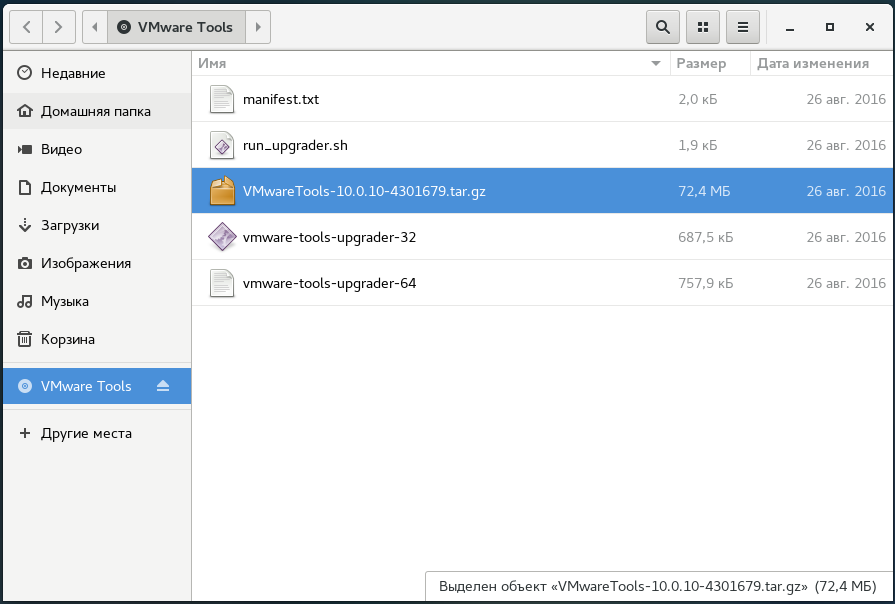 VMware Tools
Недавние
Домашняя папка
Видео
Документы
Загрузки
Изображения
Музыка
Корзина
VMware Tools
Другие места
Имя Размер Дата изменения
manifest.txt 2,0 кБ 26 авг. 2016
run_upgrader.sh 1,9 кБ 26 авг. 2016
VMwareTools-10.0.10-4301679.tar.gz 72,4 МБ 26 авг. 2016
vmware-tools-upgrader-32 687,5 кБ 26 авг. 2016
vmware-tools-upgrader-64 757,9 кБ 26 авг. 2016
Выделен объект «VMwareTools-10.0.10-4301679.tar.gz» (72,4 МБ)